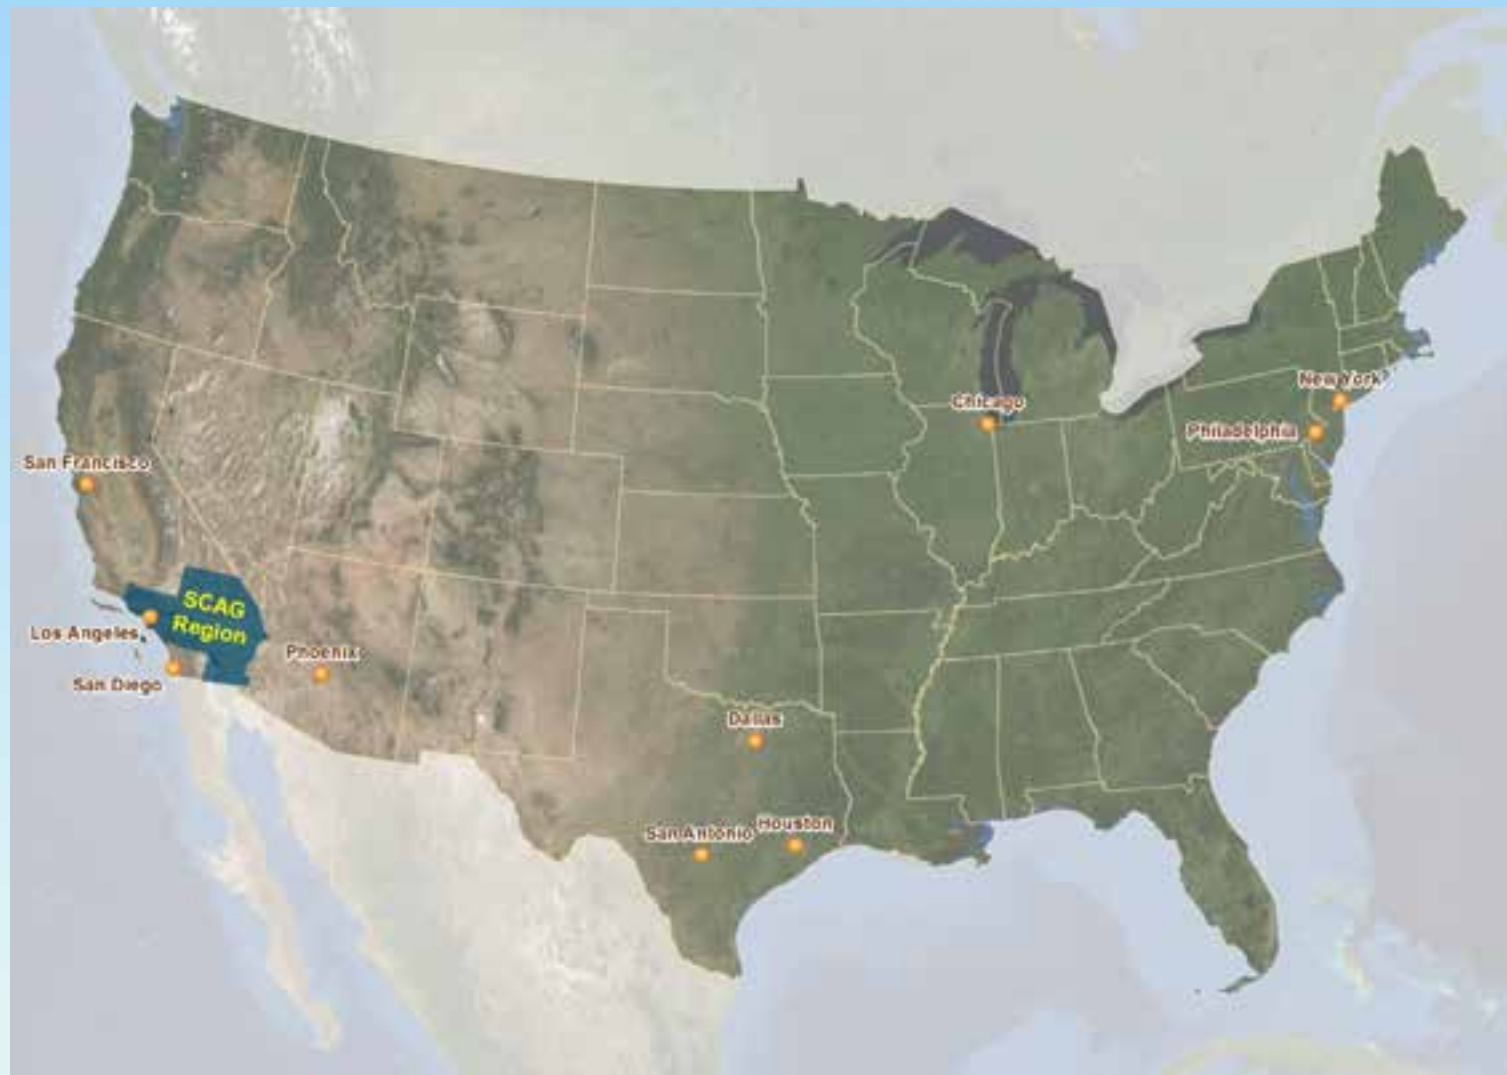 New York
Chicago
Philadelphia
San Francisco
SCAG
Region
Los Angeles
Phoenix
San Diego
Dallas
San Antonio
Houston